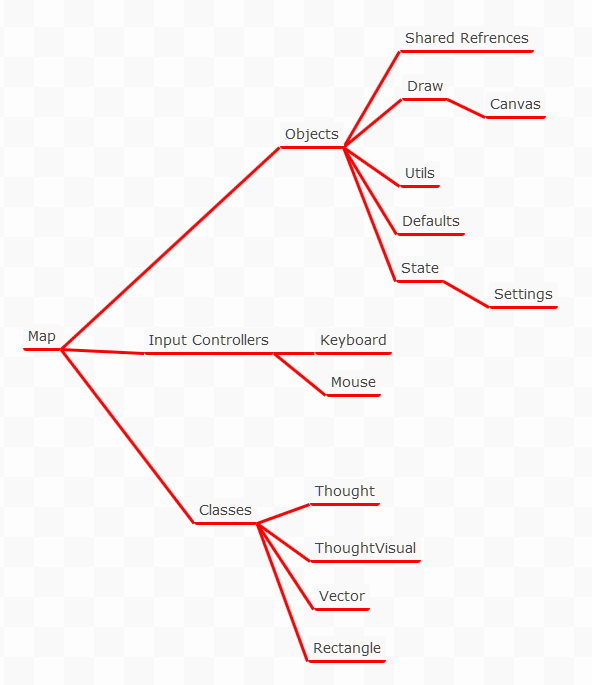 Map
Objects
Shared Refrences
Draw
Canvas
Utils
Defaults
State
Settings
Input Controllers
Keyboard
Mouse
Classes
Thought
ThoughtVisual
Vector
Rectangle